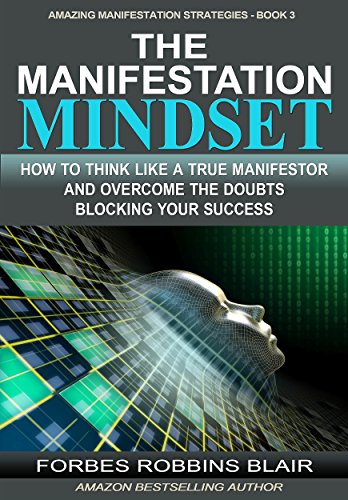 AMAZING MANIFESTATION STRATEGIES - BOOK 3
THE
MANIFESTATION
MINDSET
HOW TO THINK LIKE A TRUE MANIFESTOR
AND OVERCOME THE DOUBTS
BLOCKING YOUR SUCCESS
FORBES ROBBINS BLAIR
AMAZON BESTSELLING AUTHOR